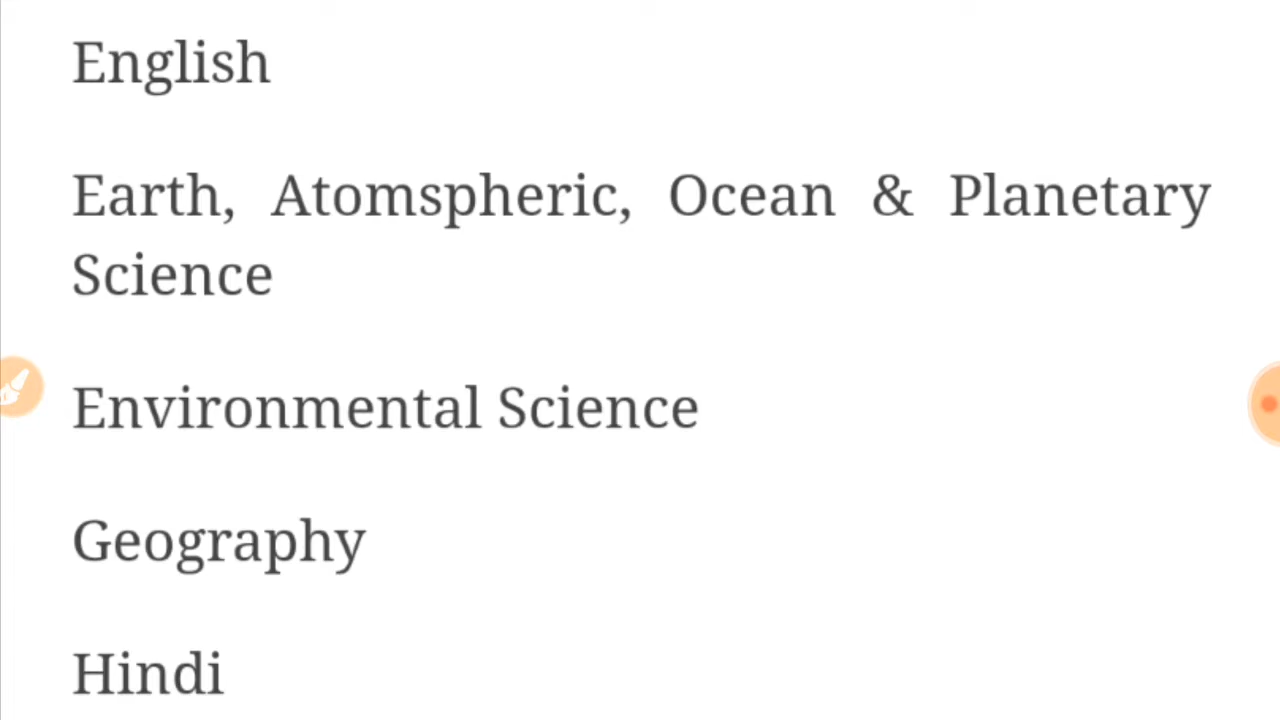 English
Earth, Atomspheric, Ocean & Planetary
Science
Environmental Science
Geography
Hindi